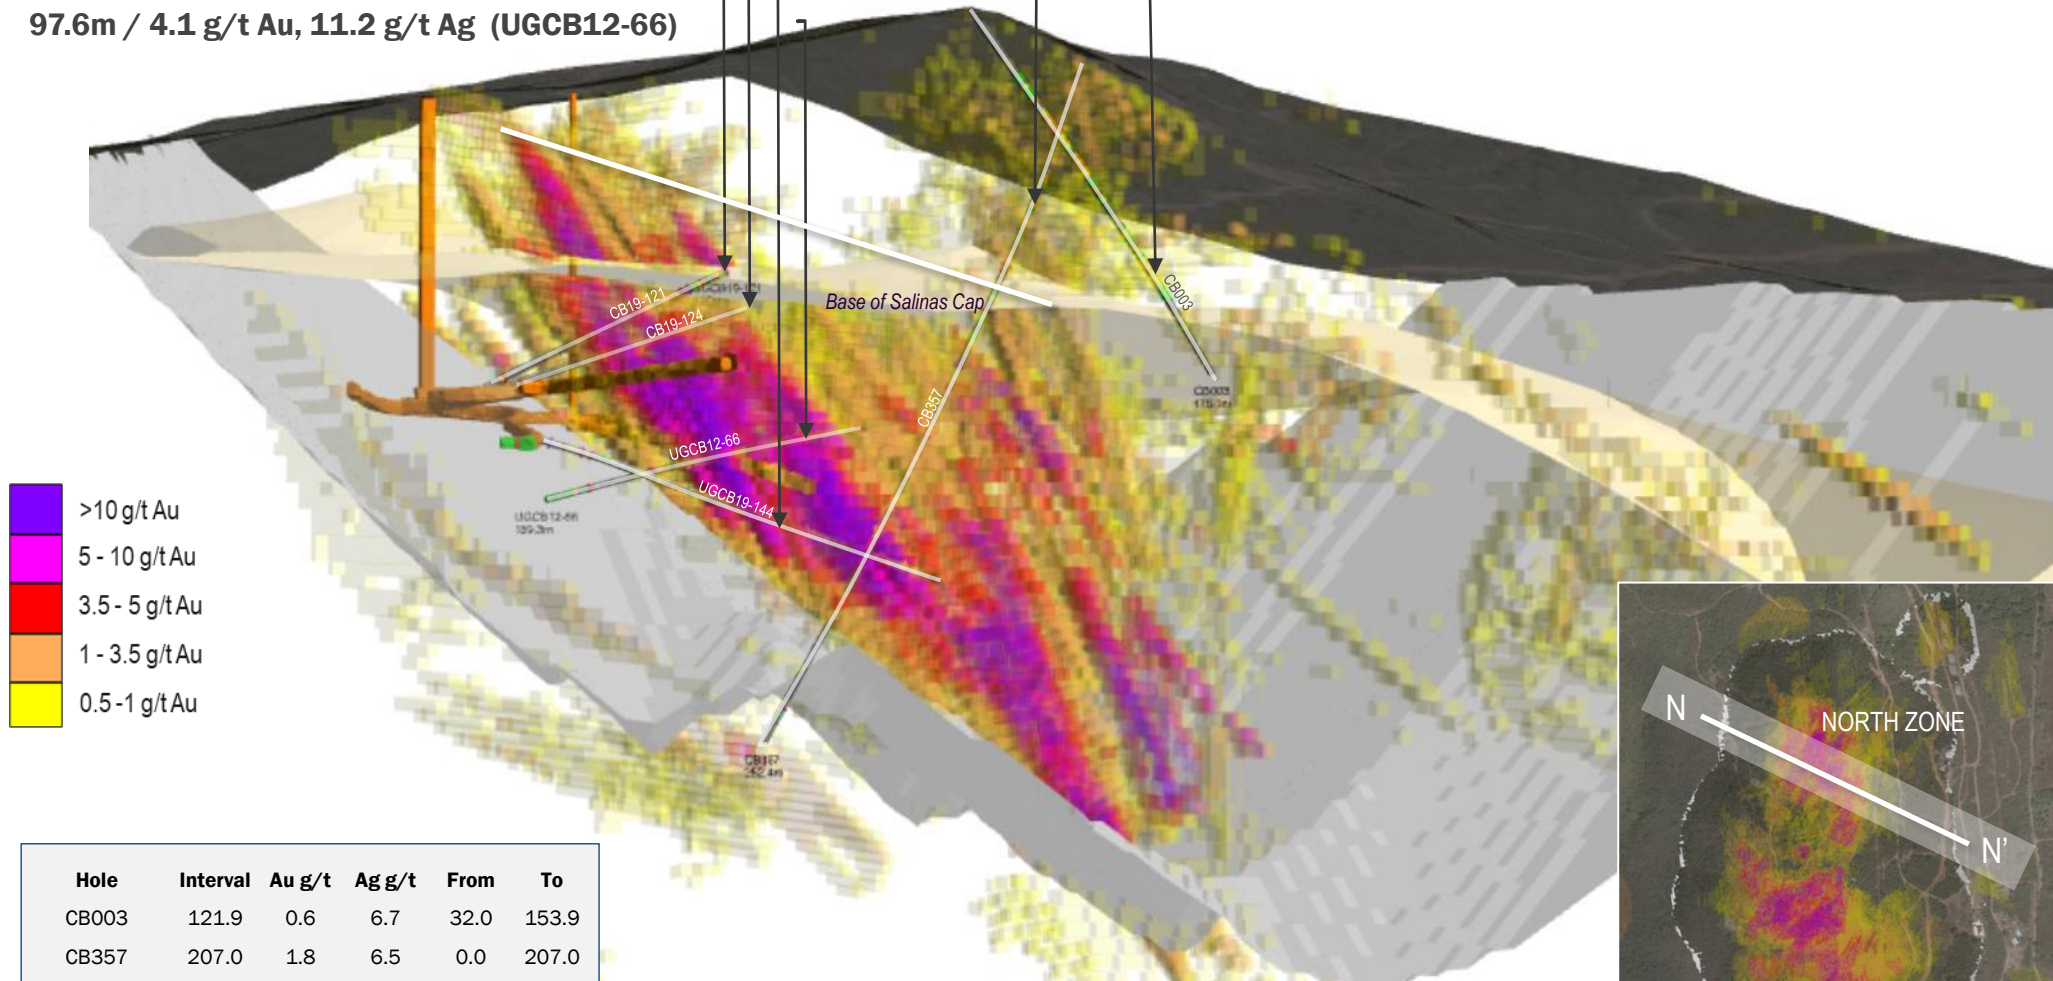 97.6m / 4.1 g/t Au, 11.2 g/t Ag (UGCB12-66)
CB19-121
CB19-124
Base of Salinas Cap
CB003
CB357
UGCB12-66
UGCB19-144
UGCB12-66
CB003
>10 g/t Au
5 - 10 g/t Au
3.5 - 5 g/t Au
1 - 3.5 g/t Au
0.5 -1 g/t Au
N
NORTH ZONE
N'
Hole Interval Au g/t Ag g/t From To
CB003 121.9 0.6 6.7 32.0 153.9
CB357 207.0 1.8 6.5 0.0 207.0